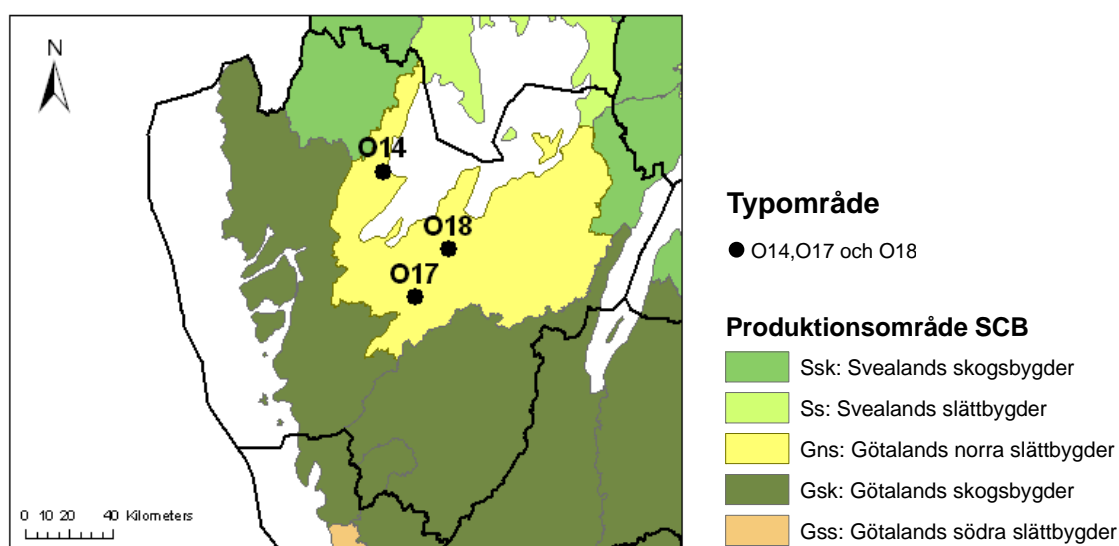 N
O14
O18
O17
0 10 20 40 Kilometers
Typområde
O14,O17 och O18
Produktionsområde SCB
Ssk: Svealands skogsbygder
Ss: Svealands slättbygder
Gns: Götalands norra slättbygder
Gsk: Götalands skogsbygder
Gss: Götalands södra slättbygder